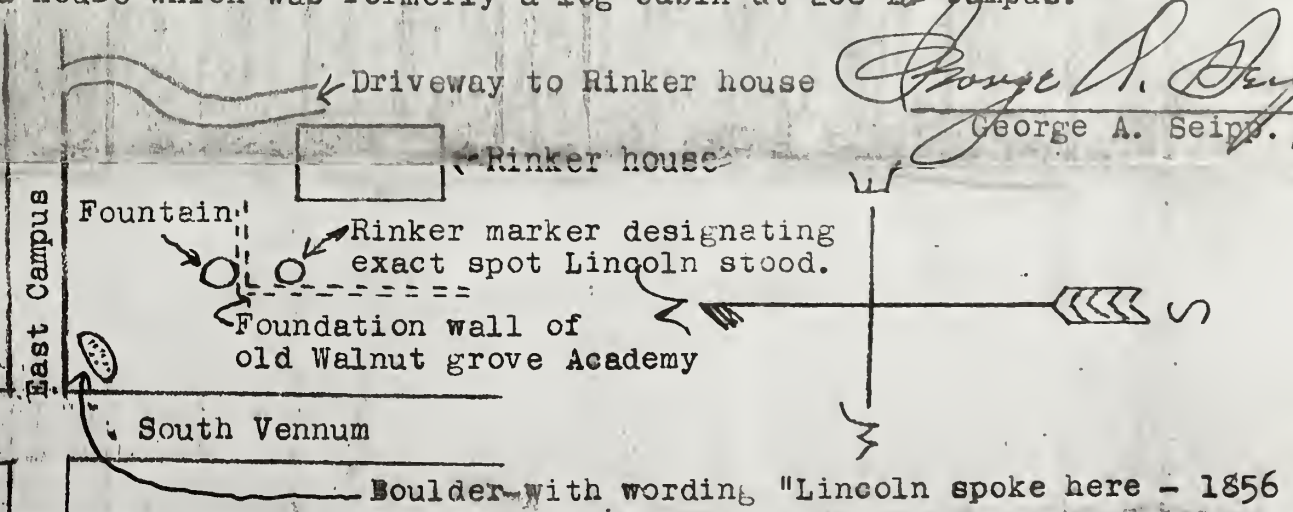 house which was formerly a log cabin at Campus.
Driveway to Rinker house
George A. Seipp.
George A. Seipp.
Rinker house
E
East Campus
Fountain
Rinker marker designating
exact spot Lincoln stood.
N
S
Foundation wall of
old Walnut grove Academy
W
South Vennum
Boulder with wording "Lincoln spoke here - 1856